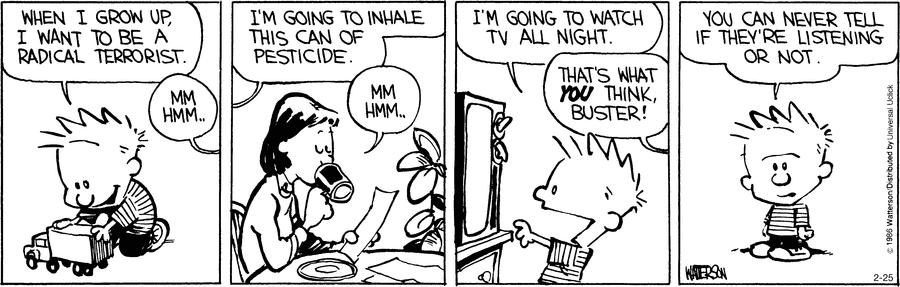 WHEN I GROW UP,
I WANT TO BE A
RADICAL TERRORIST.
MM
HMM..
I'M GOING TO INHALE
THIS CAN OF
PESTICIDE.
MM
HMM..
I'M GOING TO WATCH
TV ALL NIGHT.
THAT'S WHAT
YOU THINK,
BUSTER!
YOU CAN NEVER TELL
IF THEY'RE LISTENING
OR NOT.
© 1986 Watterson/Distributed by Universal Uclick
WATTERSON
2-25